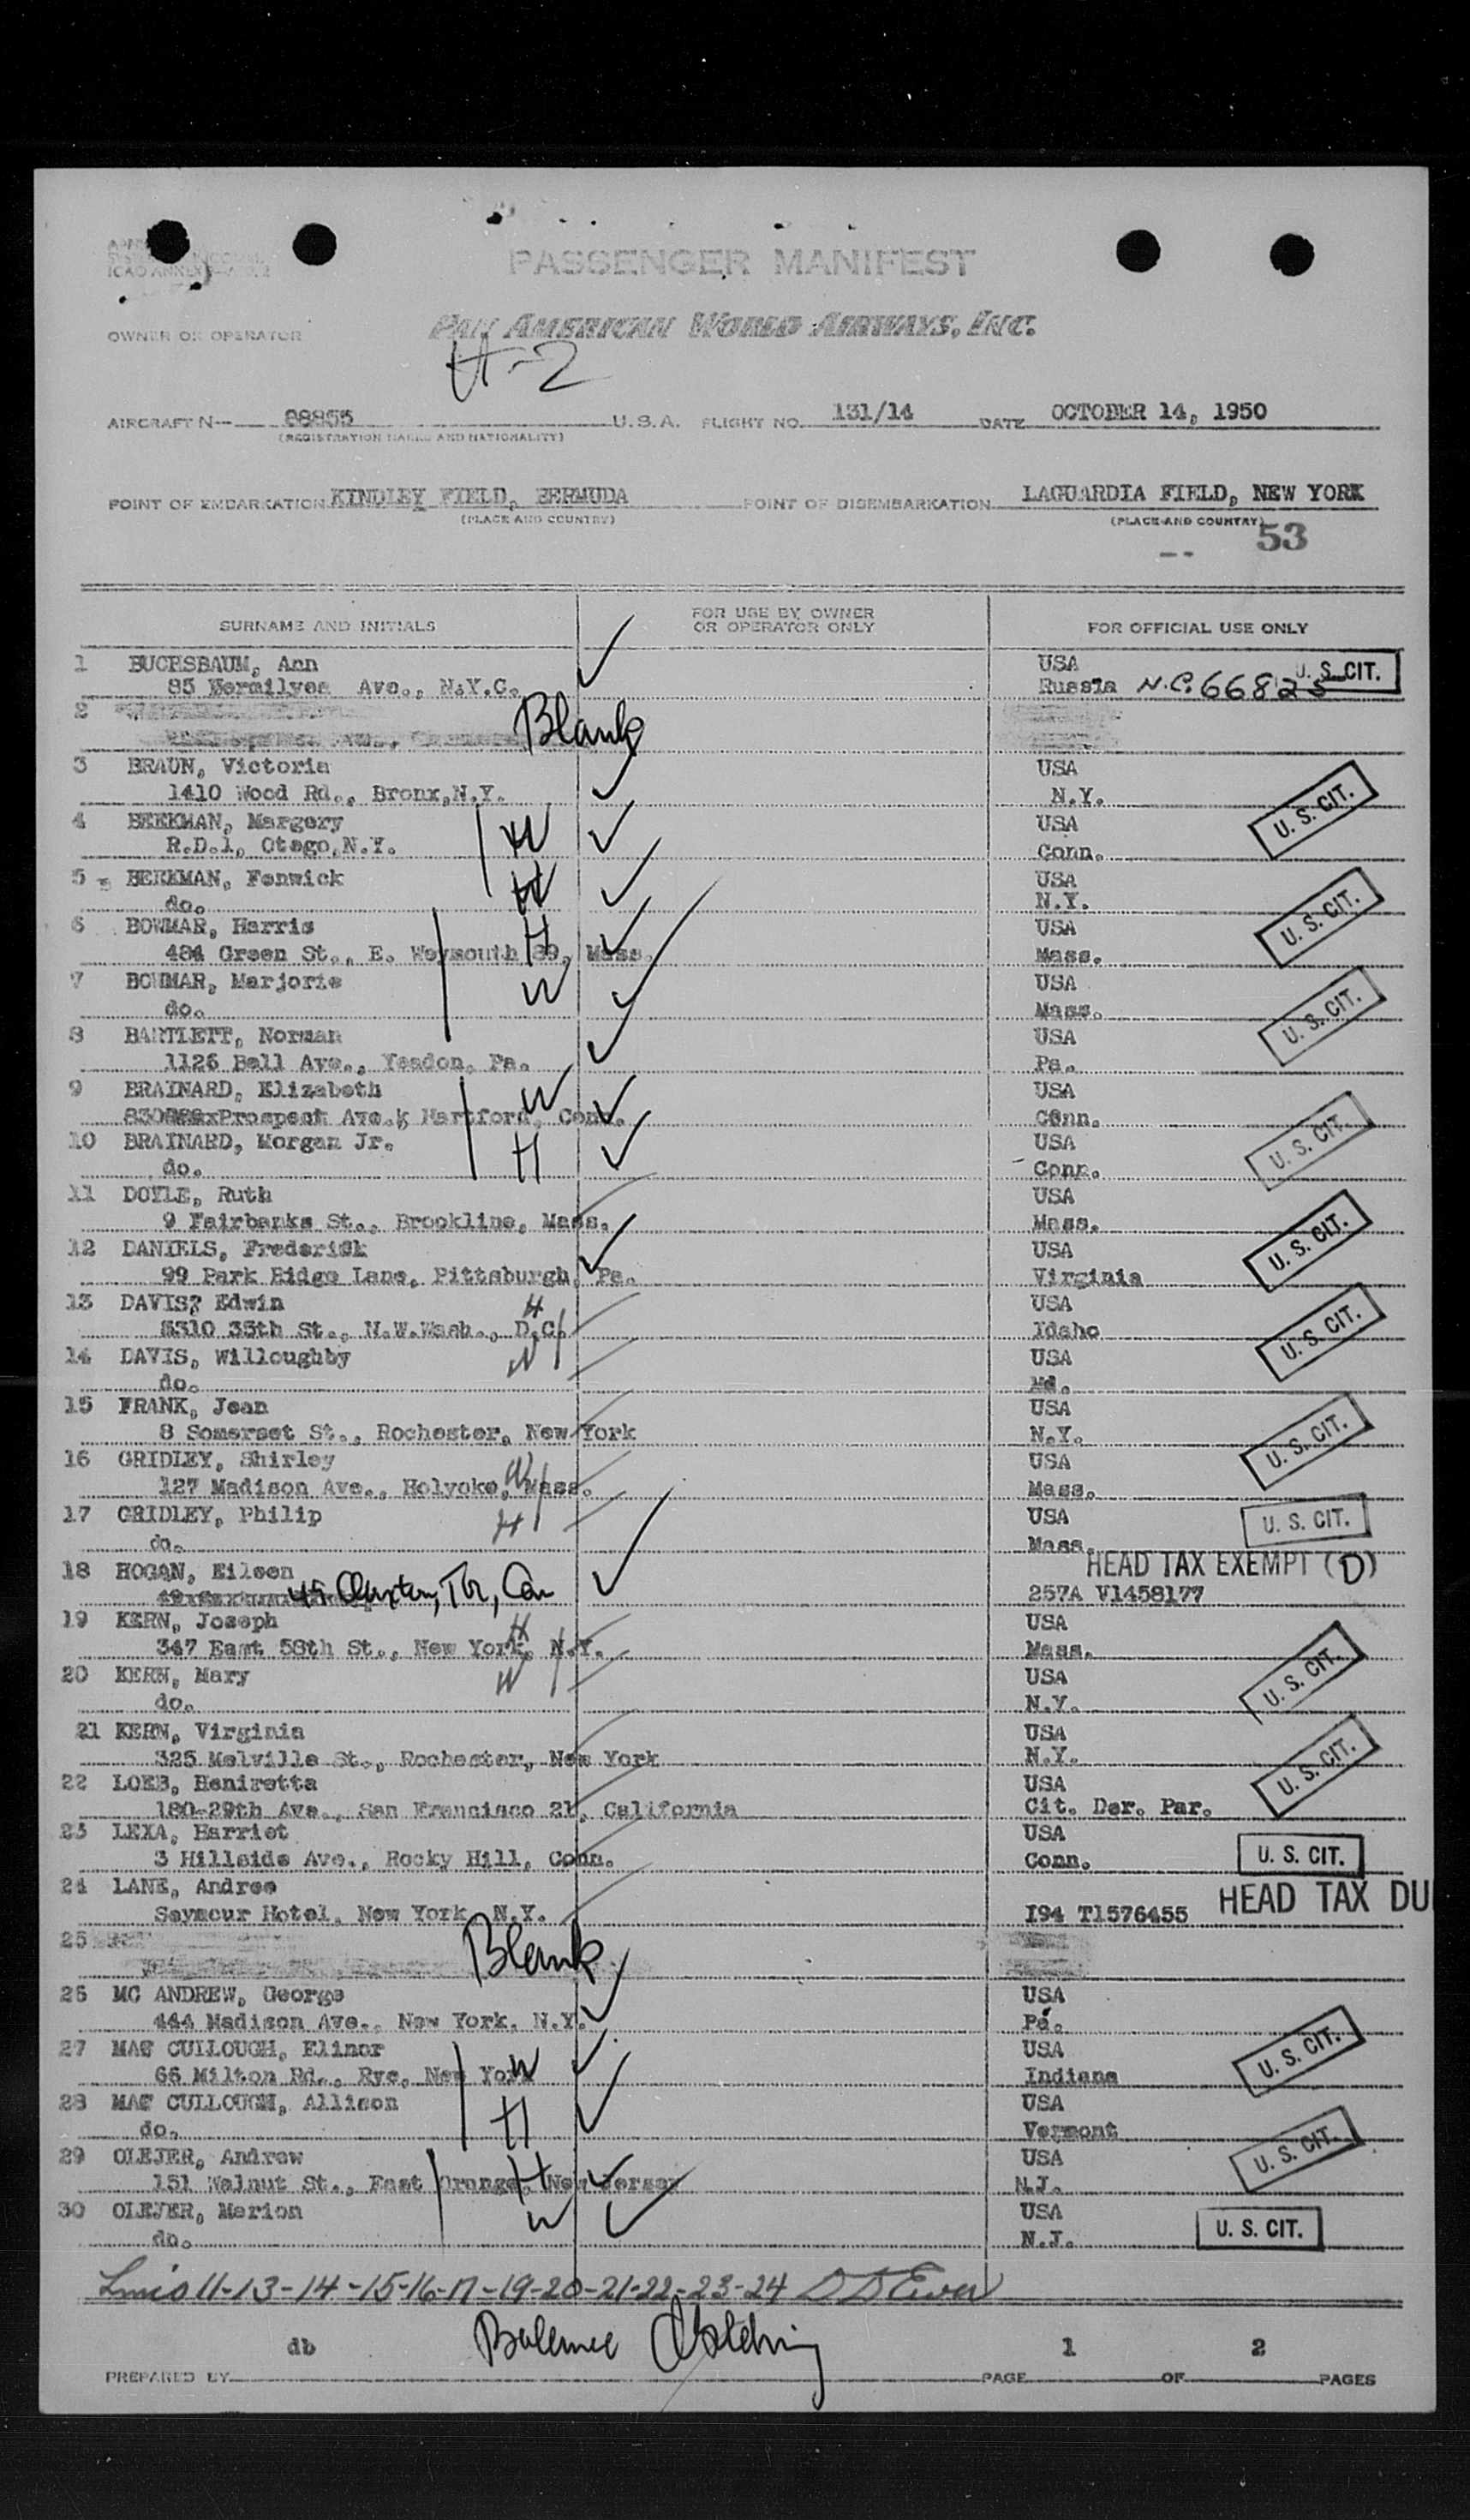 PASSENGER MANIFEST
OWNER OR OPERATOR
PAN AMERICAN WORLD AIRWAYS, INC.
H-2
AIRCRAFT N-- 88855 U.S.A. FLIGHT NO. 131/14 DATE OCTOBER 14, 1950
(REGISTRATION MARKS AND NATIONALITY)
POINT OF EMBARKATION KINDLEY FIELD, BERMUDA POINT OF DISEMBARKATION LAGUARDIA FIELD, NEW YORK
(PLACE AND COUNTRY) (PLACE AND COUNTRY)
53
SURNAME AND INITIALS FOR USE BY OWNER OR OPERATOR ONLY FOR OFFICIAL USE ONLY
1 BUCHSBAUM, Ann USA U. S. CIT.
85 Vermilyea Ave., N.Y.C. Russia N.C. 66825
2 Blank
3 BRAUN, Victoria USA
1410 Wood Rd., Bronx,N.Y. N.Y. U. S. CIT.
4 BEEKMAN, Margery W USA
R.D.1, Otego,N.Y. Conn.
5 BEEKMAN, Fenwick H USA
do. N.Y. U. S. CIT.
6 BOWMAR, Harris H USA
484 Green St., E. Weymouth 89, Mass. Mass.
7 BOWMAR, Marjorie W USA
do. Mass. U. S. CIT.
8 BARTLETT, Norman USA
1126 Bell Ave., Yeadon, Pa. Pa.
9 BRAINARD, Elizabeth W USA
Prospect Ave., Hartford, Conn. Conn. U. S. CIT.
10 BRAINARD, Morgan Jr. H USA
do. Conn.
11 DOYLE, Ruth USA
9 Fairbanks St., Brookline, Mass. Mass. U. S. CIT.
12 DANIELS, Frederick USA
99 Park Ridge Lane, Pittsburgh, Pa. Virginia
13 DAVIS, Edwin H USA
5310 35th St., N.W.Wash., D.C. Idaho U. S. CIT.
14 DAVIS, Willoughby W USA
do. Md.
15 FRANK, Jean USA
8 Somerset St., Rochester, New York N.Y. U. S. CIT.
16 GRIDLEY, Shirley W USA
127 Madison Ave., Holyoke, Mass. Mass.
17 GRIDLEY, Philip H USA U. S. CIT.
do. Mass.
18 HOGAN, Eileen HEAD TAX EXEMPT (D)
45 Tor, Can 257A V1458177
19 KERN, Joseph H USA
347 East 58th St., New York, N.Y. Mass. U. S. CIT.
20 KERN, Mary W USA
do. N.Y.
21 KERN, Virginia USA
325 Melville St., Rochester, New York N.Y. U. S. CIT.
22 LOEB, Heniretta USA
180-29th Ave., San Francisco 21, California Cit. Der. Par.
23 LEXA, Harriet USA
3 Hillside Ave., Rocky Hill, Conn. Conn. U. S. CIT.
24 LANE, Andree HEAD TAX DU
Seymour Hotel, New York, N.Y. I94 T1576455
25 Blank
26 MC ANDREW, George USA
444 Madison Ave., New York, N.Y. Pa.
27 MAC CULLOUGH, Elinor W USA U. S. CIT.
66 Milton Rd., Rye, New York Indiana
28 MAC CULLOUGH, Allison H USA
do. Vermont
29 OLEJER, Andrew H USA U. S. CIT.
151 Walnut St., East Orange, New Jersey N.J.
30 OLEJER, Marion W USA U. S. CIT.
do. N.J.
11-13-14-15-16-17-19-20-21-22-23-24
db Balance 1 2
PREPARED BY PAGE OF PAGES